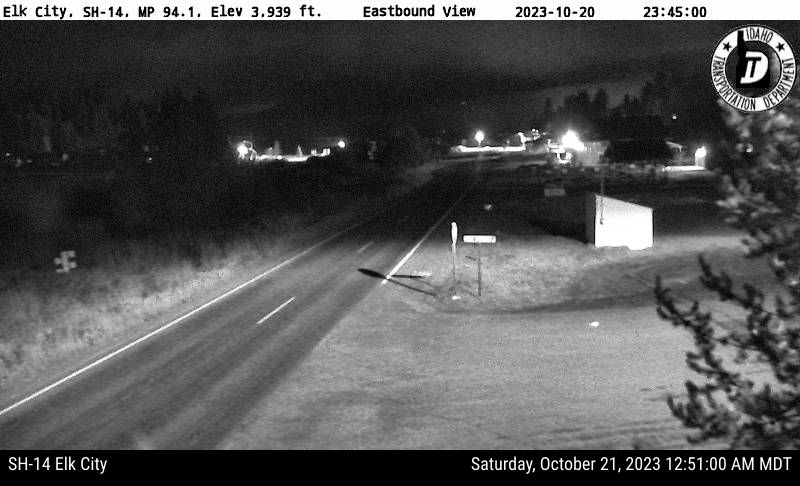 Elk City, SH-14, MP 94.1, Elev 3,939 ft. Eastbound View 2023-10-20 23:45:00
IDAHO
TRANSPORTATION DEPARTMENT
SH-14 Elk City Saturday, October 21, 2023 12:51:00 AM MDT